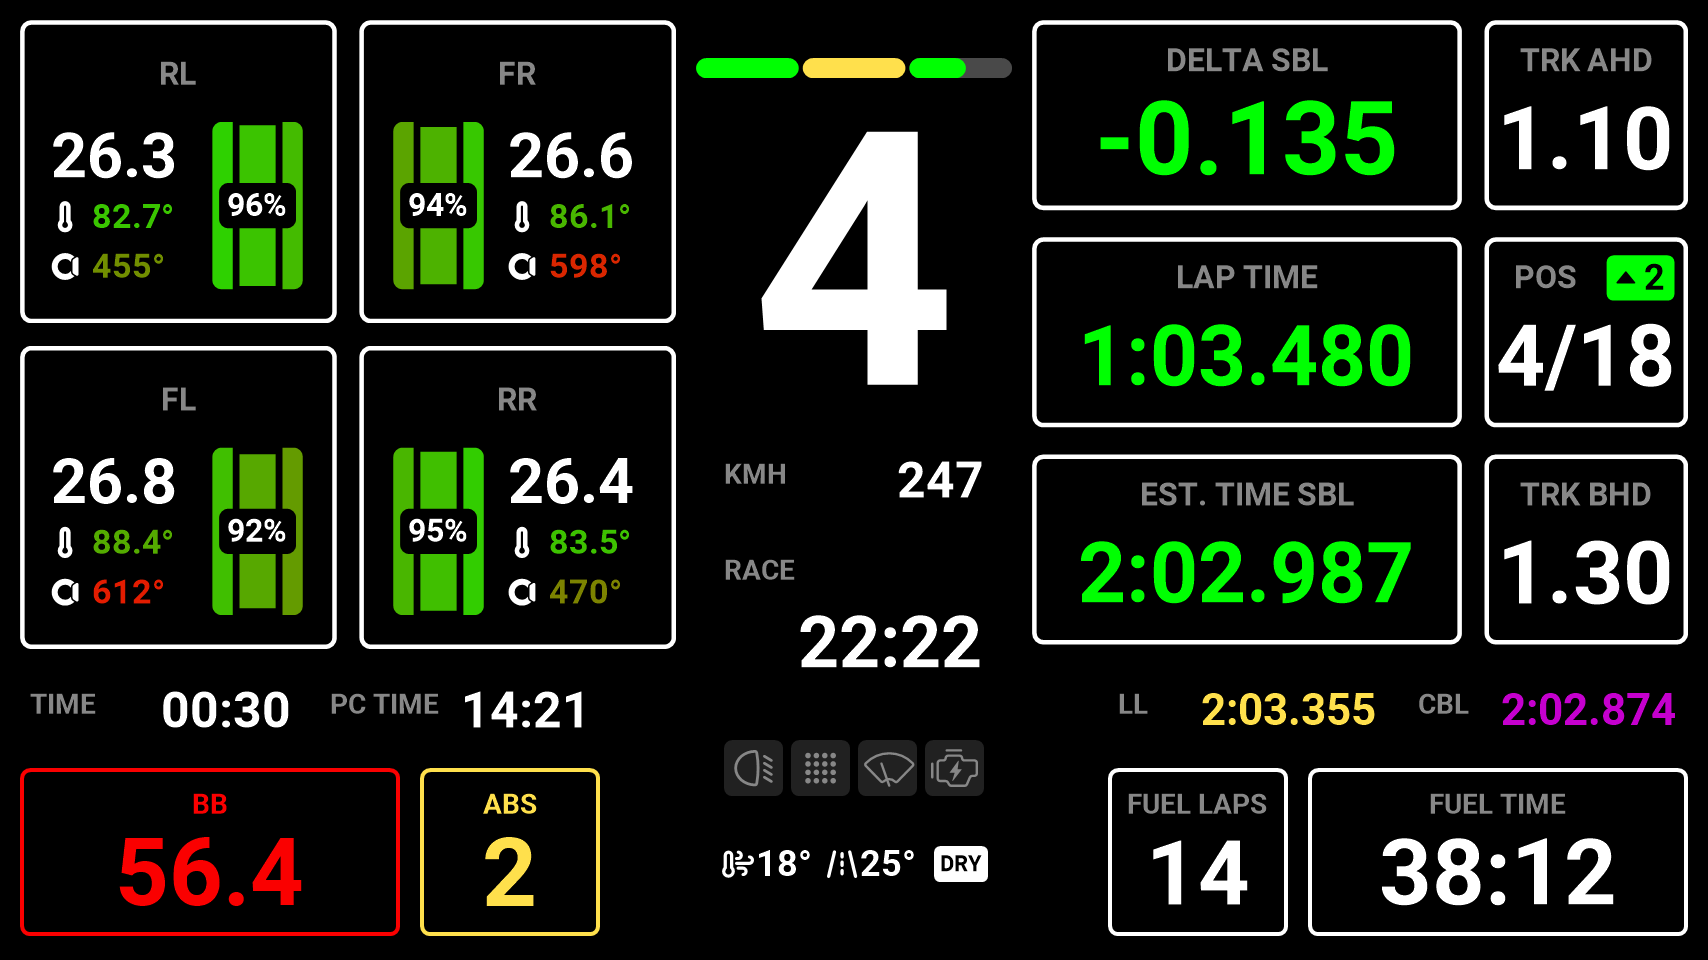 RL
26.3
82.7°
455°
96%
FR
94%
26.6
86.1°
598°
FL
26.8
88.4°
612°
92%
RR
95%
26.4
83.5°
470°
TIME 00:30 PC TIME 14:21
BB
56.4
ABS
2
4
KMH 247
RACE
22:22
18° 25° DRY
DELTA SBL
-0.135
TRK AHD
1.10
LAP TIME
1:03.480
POS 2
4/18
EST. TIME SBL
2:02.987
TRK BHD
1.30
LL 2:03.355 CBL 2:02.874
FUEL LAPS
14
FUEL TIME
38:12